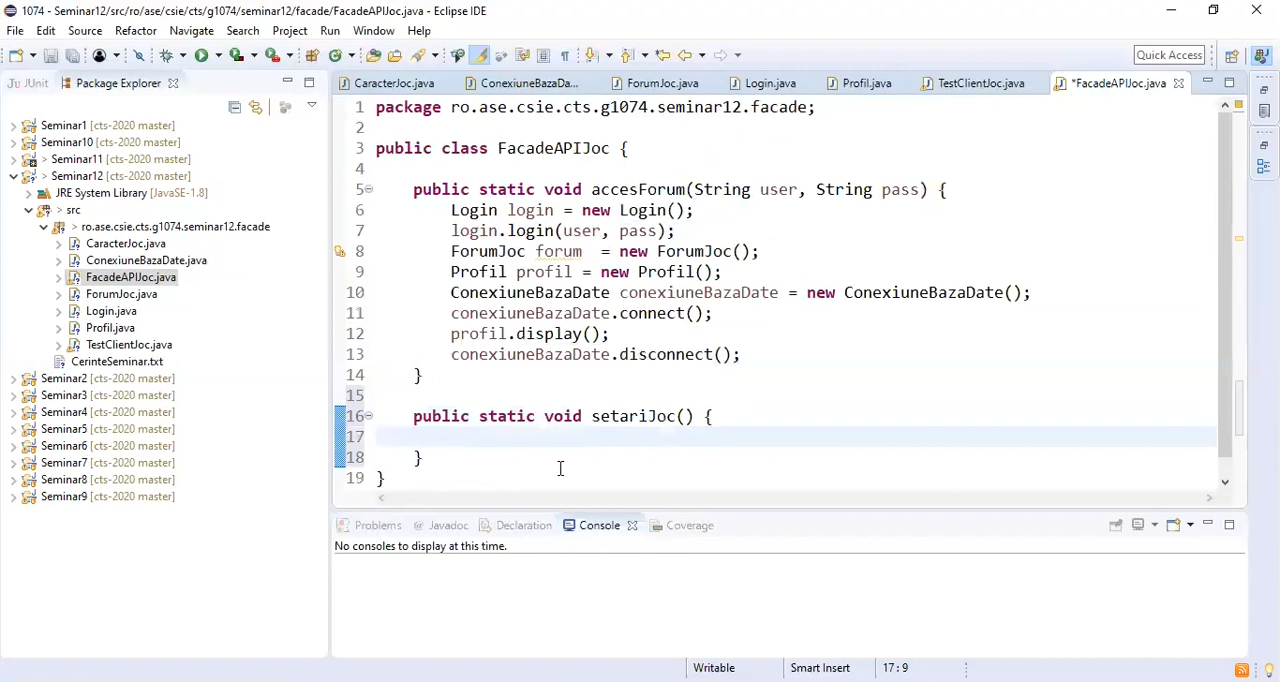 1074 - Seminar12/src/ro/ase/csie/cts/g1074/seminar12/facade/FacadeAPIJoc.java - Eclipse IDE
File Edit Source Refactor Navigate Search Project Run Window Help
Quick Access
JUnit Package Explorer
CaracterJoc.java ConexiuneBazaDa... ForumJoc.java Login.java Profil.java TestClientJoc.java *FacadeAPIJoc.java
Seminar1 [cts-2020 master]
Seminar10 [cts-2020 master]
> Seminar11 [cts-2020 master]
> Seminar12 [cts-2020 master]
JRE System Library [JavaSE-1.8]
> src
> ro.ase.csie.cts.g1074.seminar12.facade
CaracterJoc.java
ConexiuneBazaDate.java
FacadeAPIJoc.java
ForumJoc.java
Login.java
Profil.java
TestClientJoc.java
CerinteSeminar.txt
Seminar2 [cts-2020 master]
Seminar3 [cts-2020 master]
Seminar4 [cts-2020 master]
Seminar5 [cts-2020 master]
Seminar6 [cts-2020 master]
Seminar7 [cts-2020 master]
Seminar8 [cts-2020 master]
Seminar9 [cts-2020 master]
1 package ro.ase.csie.cts.g1074.seminar12.facade;
2
3 public class FacadeAPIJoc {
4
5 public static void accesForum(String user, String pass) {
6 Login login = new Login();
7 login.login(user, pass);
8 ForumJoc forum  = new ForumJoc();
9 Profil profil = new Profil();
10 ConexiuneBazaDate conexiuneBazaDate = new ConexiuneBazaDate();
11 conexiuneBazaDate.connect();
12 profil.display();
13 conexiuneBazaDate.disconnect();
14 }
15
16 public static void setariJoc() {
17
18 }
19 }
Problems @ Javadoc Declaration Console Coverage
No consoles to display at this time.
Writable Smart Insert 17 : 9